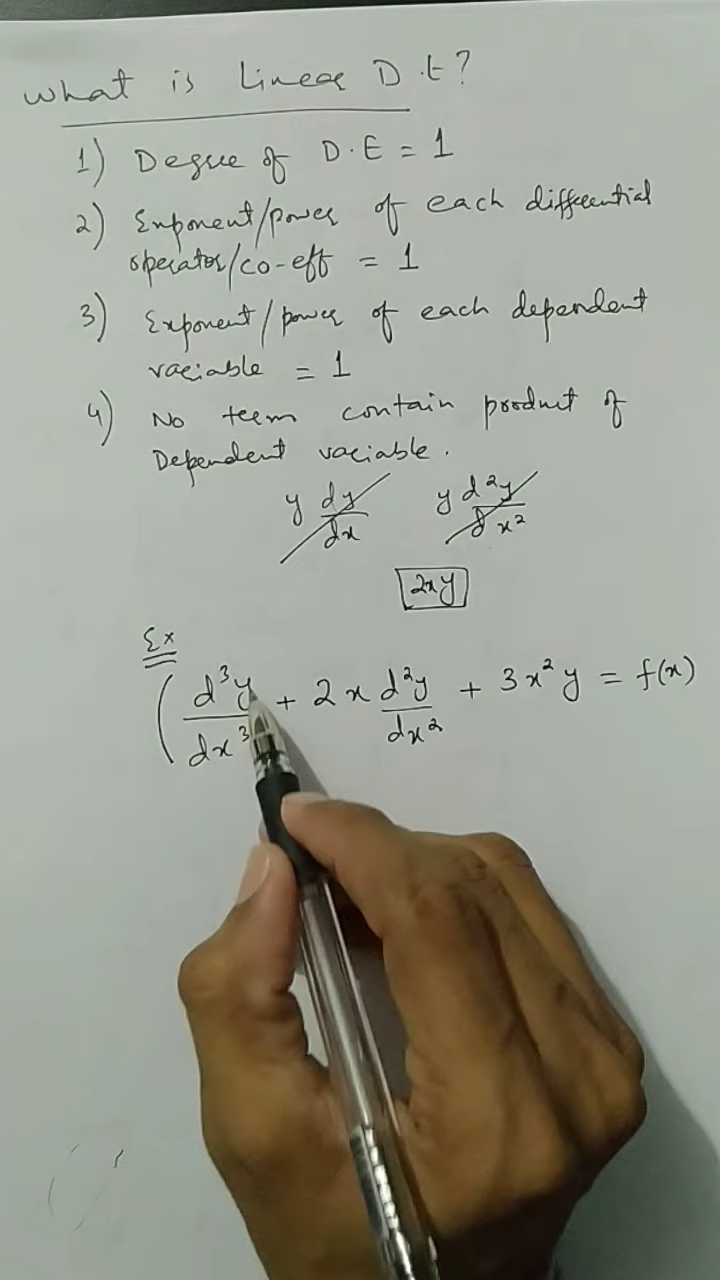 What is Linear D.E?
1) Degree of D.E = 1
2) Exponent/power of each differential
operator/co-eff = 1
3) Exponent/power of each dependent
variable = 1
4) No term contain product of
Dependent variable.
y dy/dx   y d²y/dx²
2xy
Ex
( d³y/dx³ + 2x d²y/dx² + 3x²y = f(x)